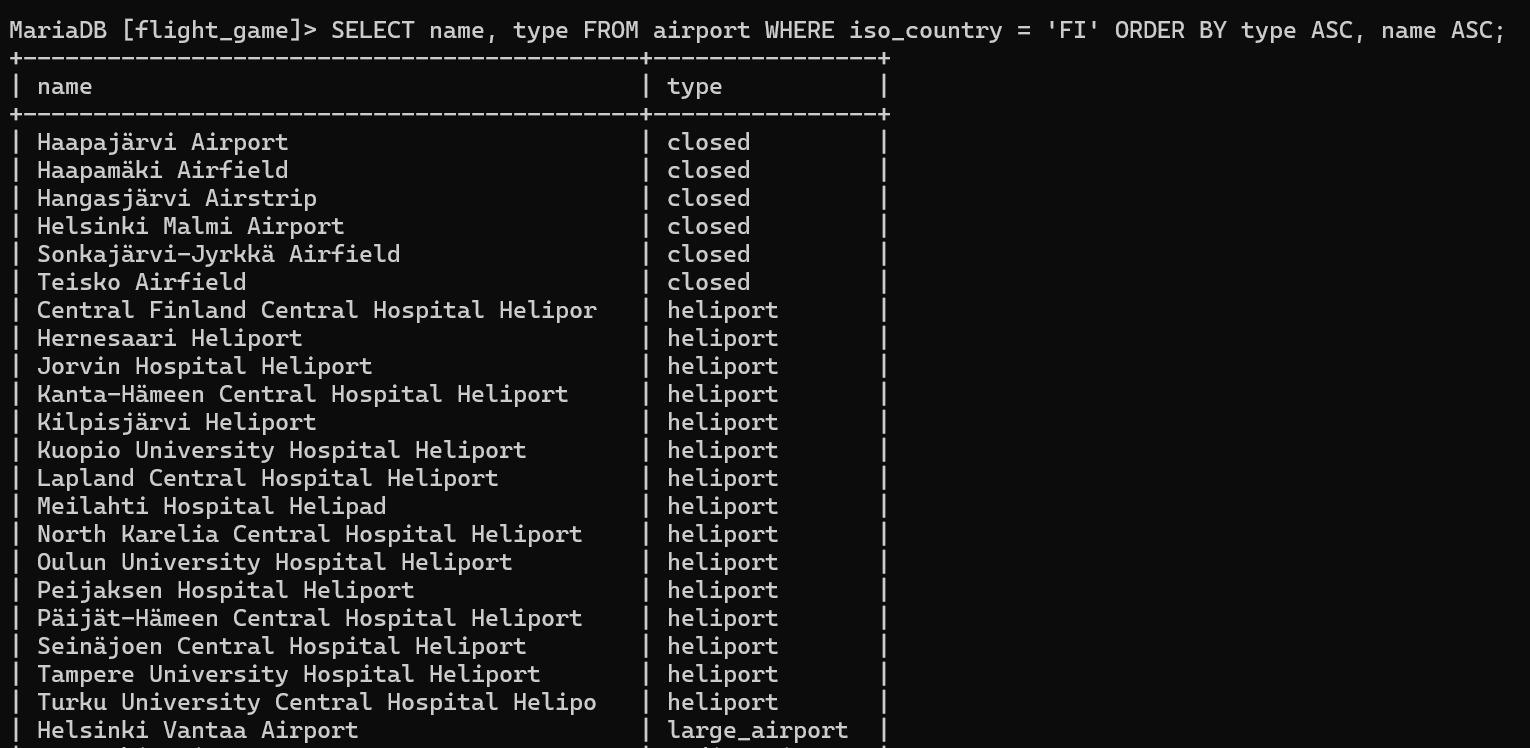 MariaDB [flight_game]> SELECT name, type FROM airport WHERE iso_country = 'FI' ORDER BY type ASC, name ASC;
+--------------------------------------------+----------------+
| name                                       | type           |
+--------------------------------------------+----------------+
| Haapajärvi Airport                         | closed         |
| Haapamäki Airfield                         | closed         |
| Hangasjärvi Airstrip                       | closed         |
| Helsinki Malmi Airport                     | closed         |
| Sonkajärvi-Jyrkkä Airfield                 | closed         |
| Teisko Airfield                            | closed         |
| Central Finland Central Hospital Helipor   | heliport       |
| Hernesaari Heliport                        | heliport       |
| Jorvin Hospital Heliport                   | heliport       |
| Kanta-Hämeen Central Hospital Heliport     | heliport       |
| Kilpisjärvi Heliport                       | heliport       |
| Kuopio University Hospital Heliport        | heliport       |
| Lapland Central Hospital Heliport          | heliport       |
| Meilahti Hospital Helipad                  | heliport       |
| North Karelia Central Hospital Heliport    | heliport       |
| Oulun University Hospital Heliport         | heliport       |
| Peijaksen Hospital Heliport                | heliport       |
| Päijät-Hämeen Central Hospital Heliport    | heliport       |
| Seinäjoen Central Hospital Heliport        | heliport       |
| Tampere University Hospital Heliport       | heliport       |
| Turku University Central Hospital Helipo   | heliport       |
| Helsinki Vantaa Airport                    | large_airport  |